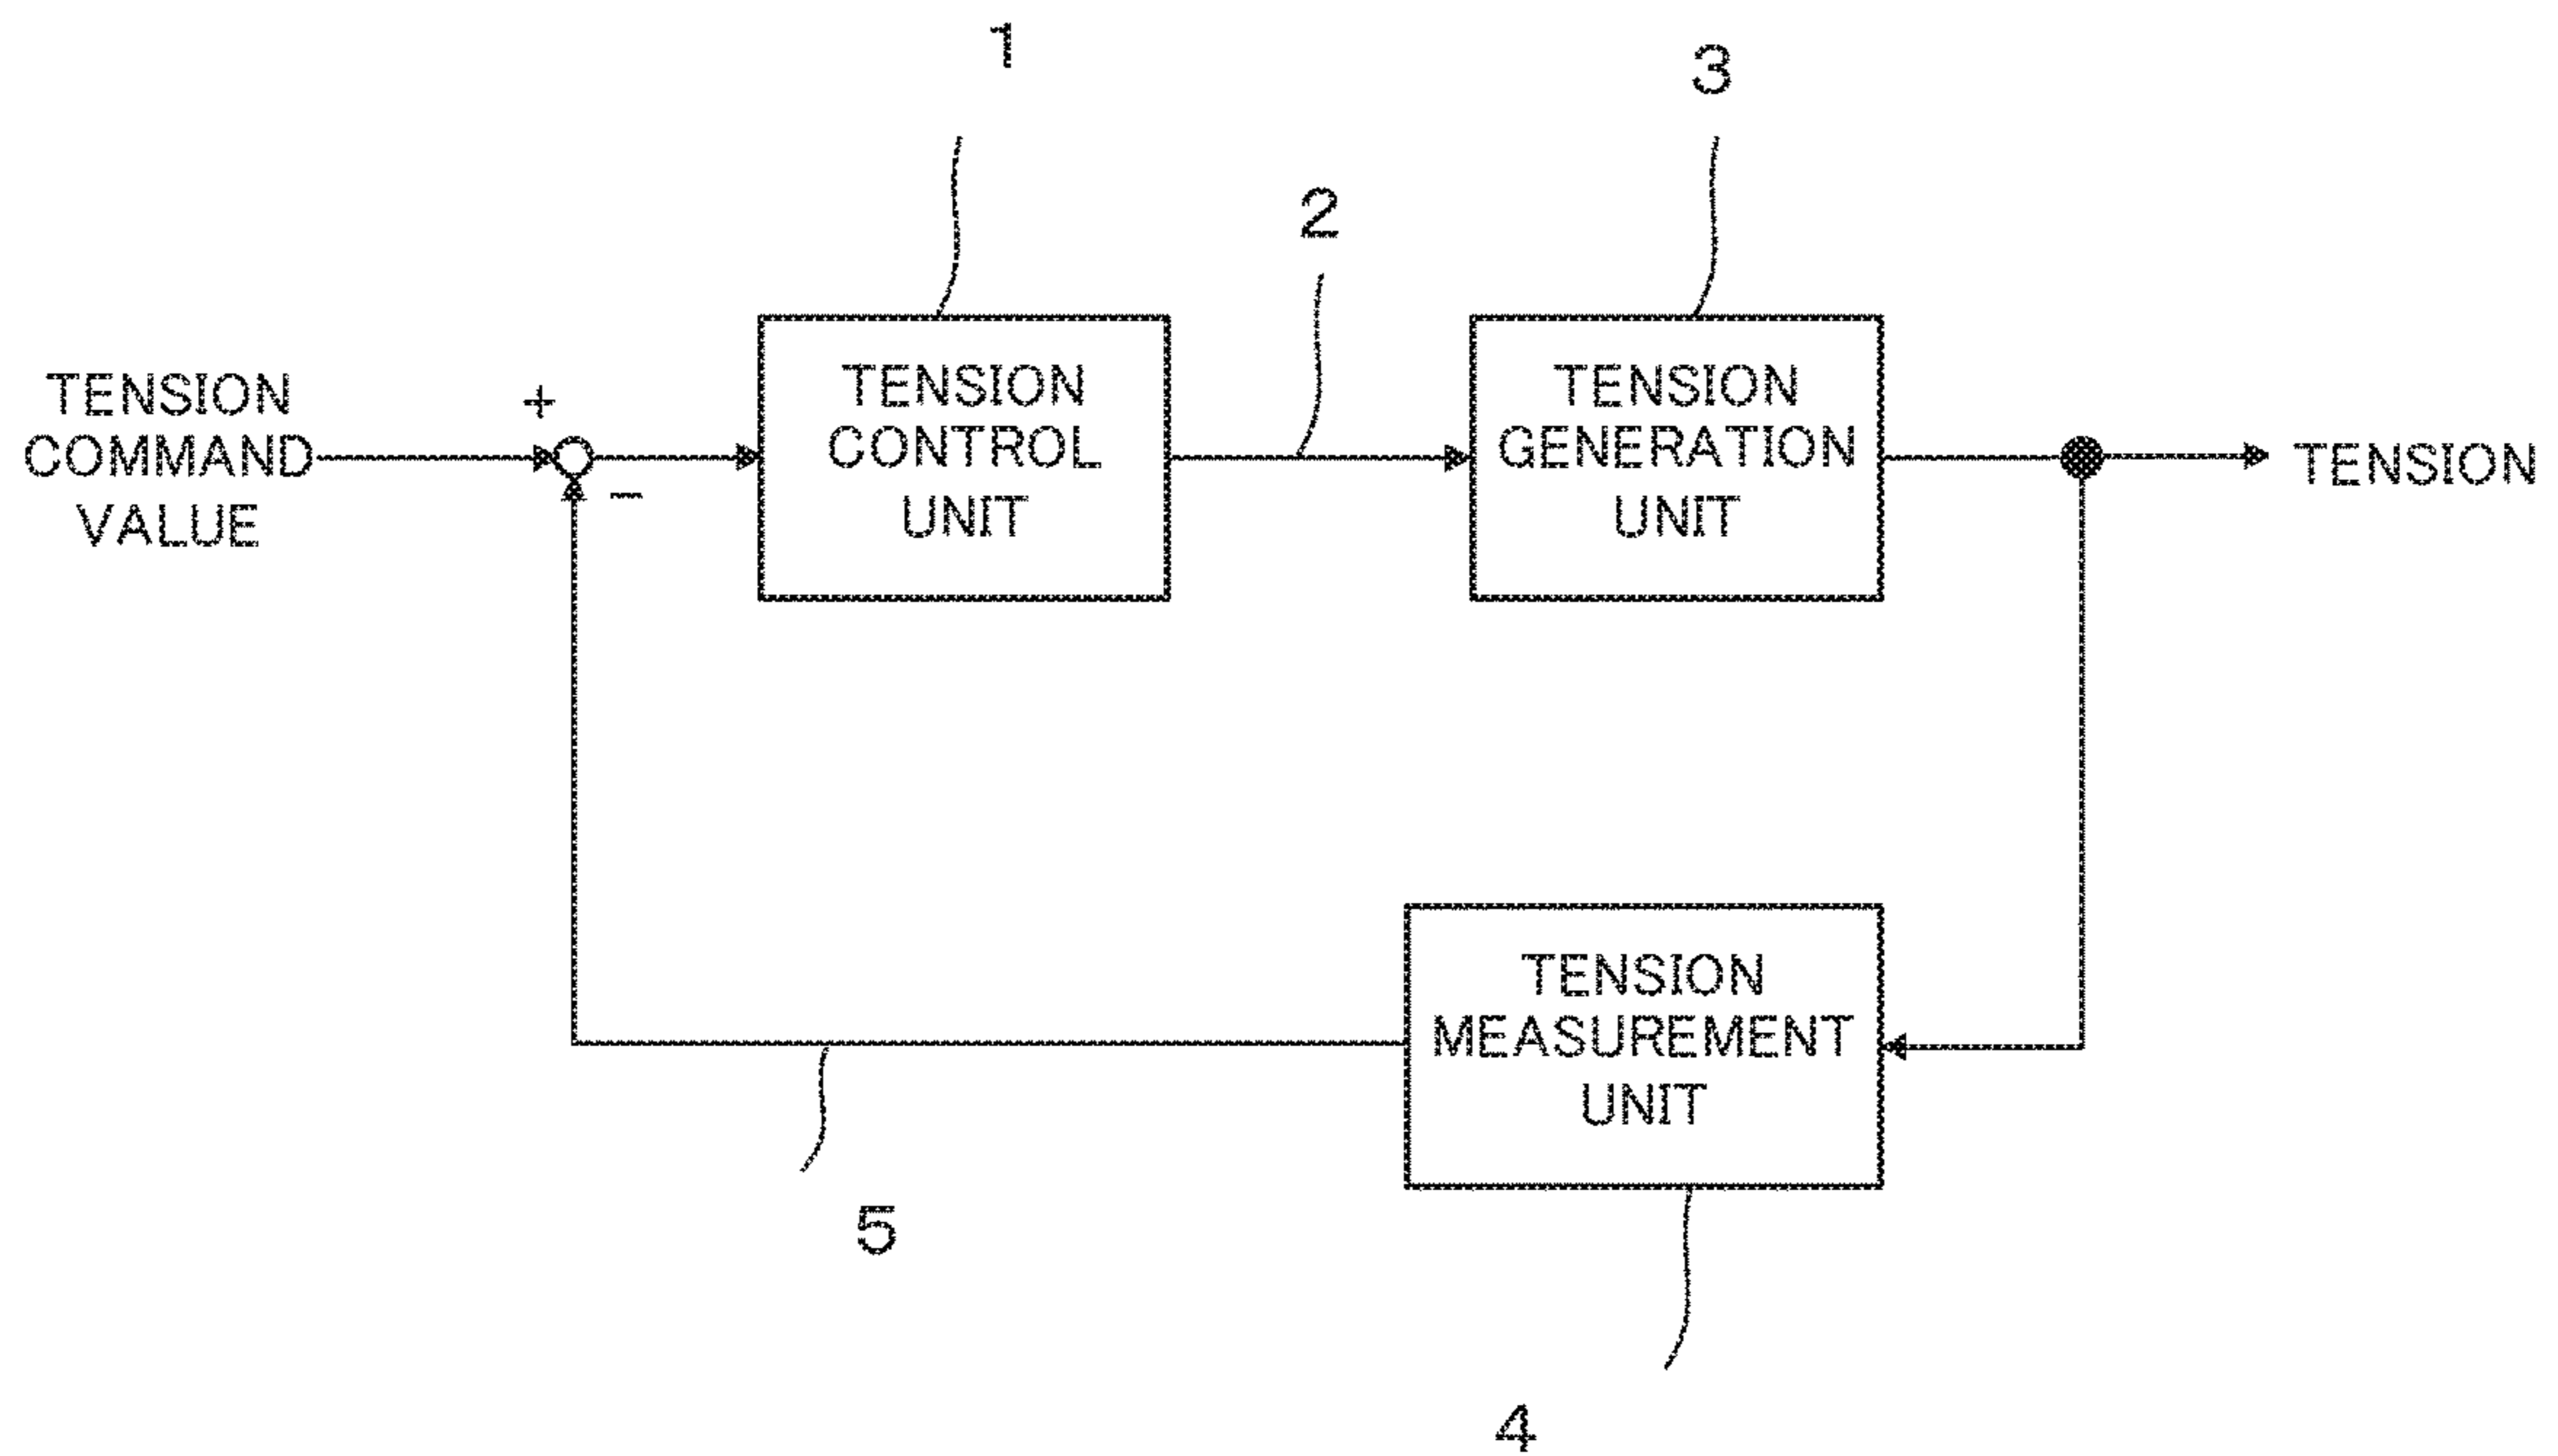 1
3
2
TENSION
COMMAND
VALUE
+
−
TENSION
CONTROL
UNIT
TENSION
GENERATION
UNIT
TENSION
TENSION
MEASUREMENT
UNIT
5
4